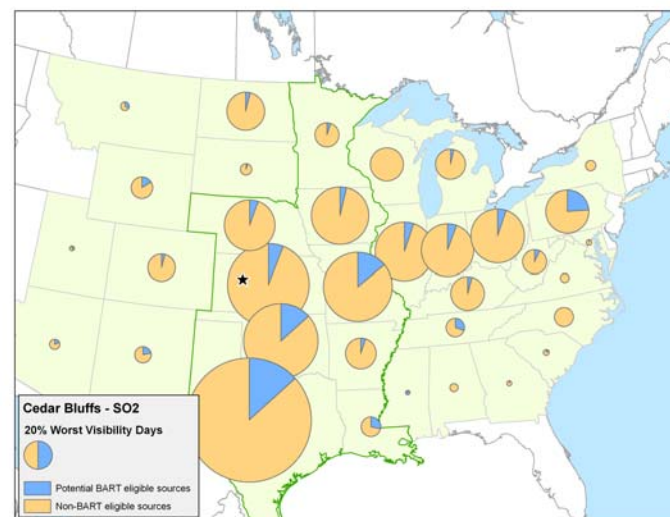 Cedar Bluffs - SO2
20% Worst Visibility Days
Potential BART eligible sources
Non-BART eligible sources